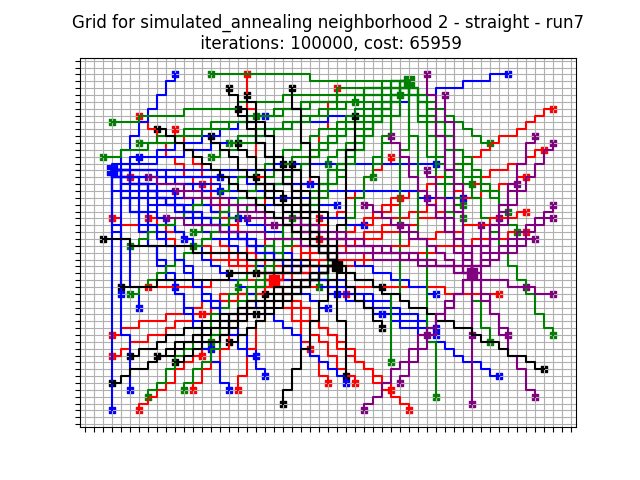 Grid for simulated_annealing neighborhood 2 - straight - run7
iterations: 100000, cost: 65959